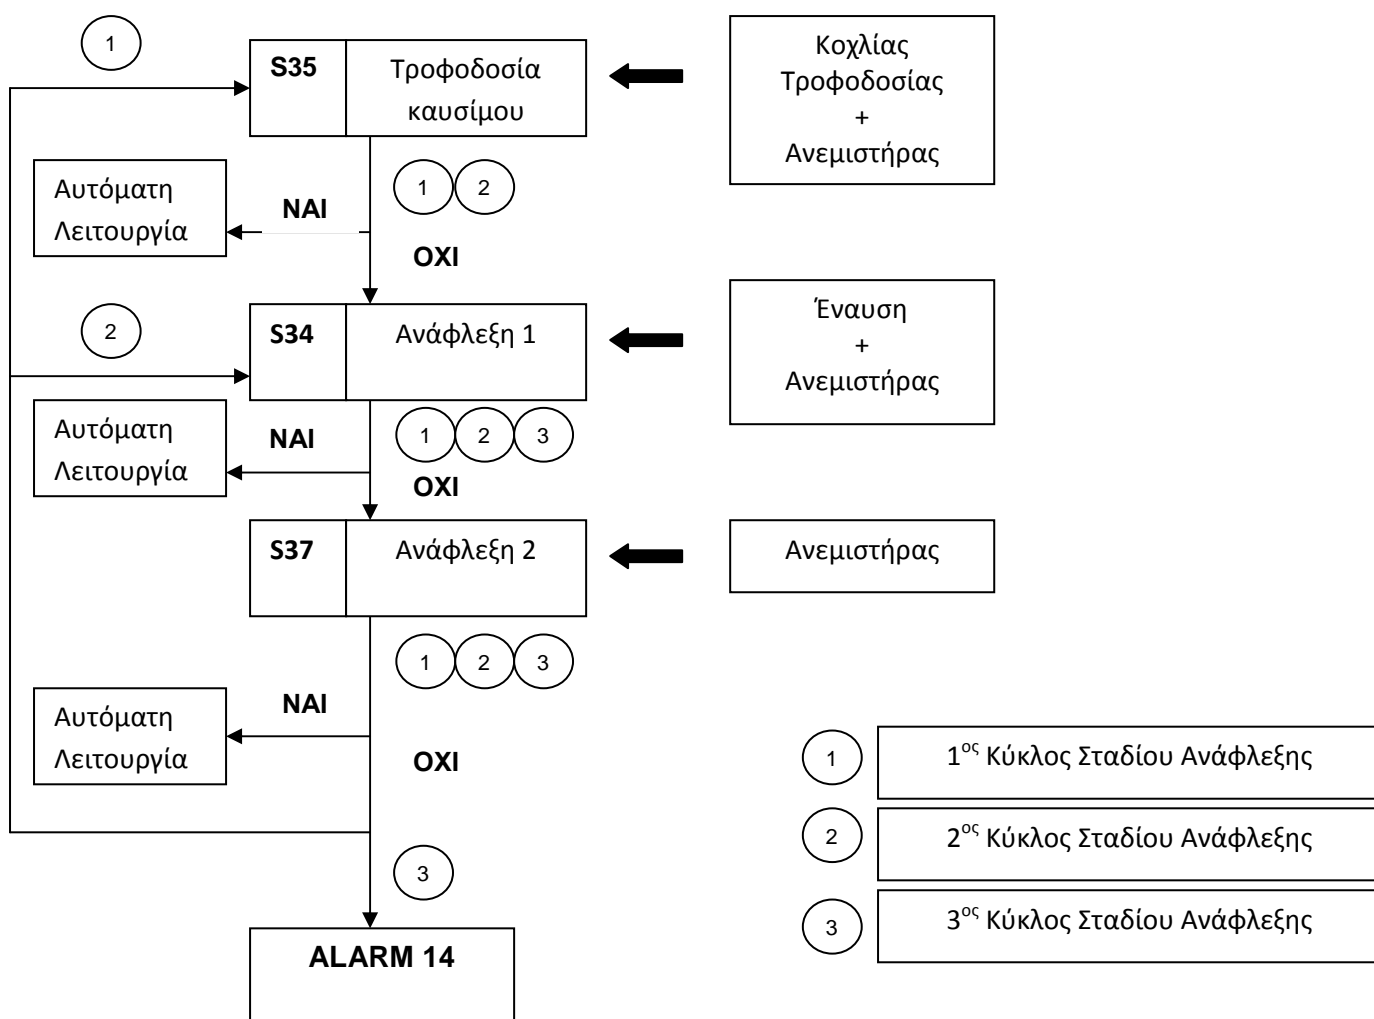 1
S35
Τροφοδοσία
καυσίμου
Κοχλίας
Τροφοδοσίας
+
Ανεμιστήρας
Αυτόματη
Λειτουργία
ΝΑΙ
1 2
ΟΧΙ
2
S34
Ανάφλεξη 1
Έναυση
+
Ανεμιστήρας
Αυτόματη
Λειτουργία
ΝΑΙ
1 2 3
ΟΧΙ
S37
Ανάφλεξη 2
Ανεμιστήρας
1 2 3
Αυτόματη
Λειτουργία
ΝΑΙ
ΟΧΙ
1
1ος Κύκλος Σταδίου Ανάφλεξης
2
2ος Κύκλος Σταδίου Ανάφλεξης
3
3ος Κύκλος Σταδίου Ανάφλεξης
3
ALARM 14